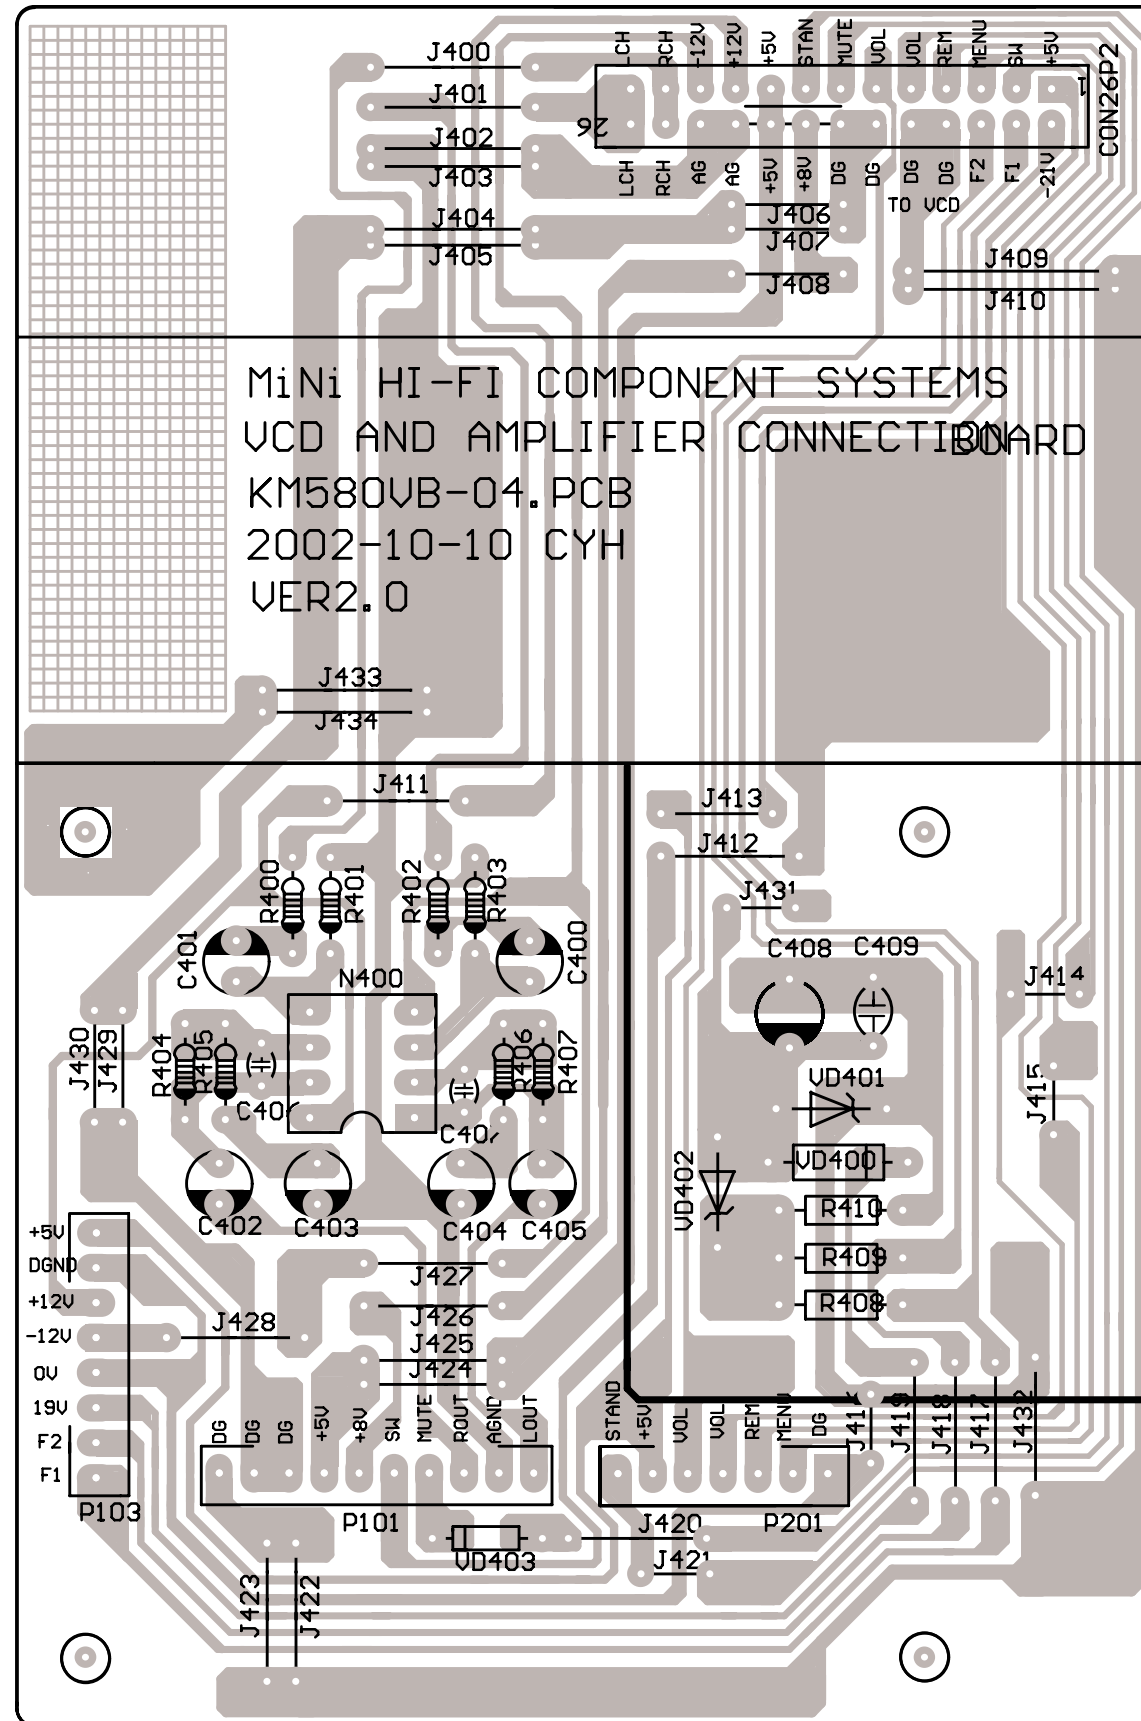 J400
J401
J402
J403
J404
J405
LCH RCH -12V +12V +5V STAN MUTE VOL VOL REM MENU SW +5V
1
26
CON26P2
LCH RCH AG AG +5V +8V DG DG DG DG F2 F1 -21V
TO VCD
J406
J407
J408
J409
J410
MiNi HI-FI COMPONENT SYSTEMS
VCD AND AMPLIFIER CONNECTION BOARD
KM580VB-04.PCB
2002-10-10 CYH
VER2.0
J433
J434
J411
J413
J412
J431
R400 R401 R402 R403
C401 C400
N400
C408 C409
J414
J430 J429
R404 R405 R406 R407
VD401
J415
VD400
VD402
C402 C403 C404 C405
R410
R409
R408
+5V
DGND
+12V
-12V
0V
19V
F2
F1
P103
J427
J426
J425
J424
J428
DG DG DG +5V +8V SW MUTE ROUT AGND LOUT
P101
STAND +5V VOL VOL REM MENU DG
P201
J419 J418 J417 J432
VD403
J420
J421
J423 J422